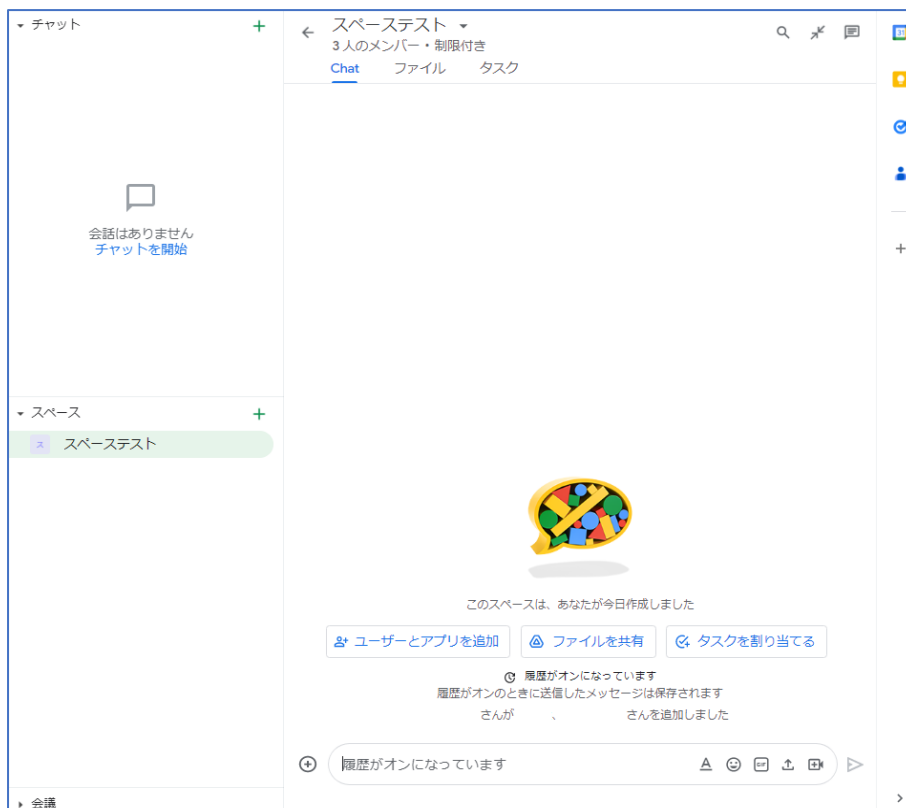 チャット
会話はありません
チャットを開始
スペース
ス スペーステスト
会議
スペーステスト
3 人のメンバー・制限付き
Chat ファイル タスク
このスペースは、あなたが今日作成しました
ユーザーとアプリを追加 ファイルを共有 タスクを割り当てる
履歴がオンになっています
履歴がオンのときに送信したメッセージは保存されます
さんが 、 さんを追加しました
履歴がオンになっています A GIF
31